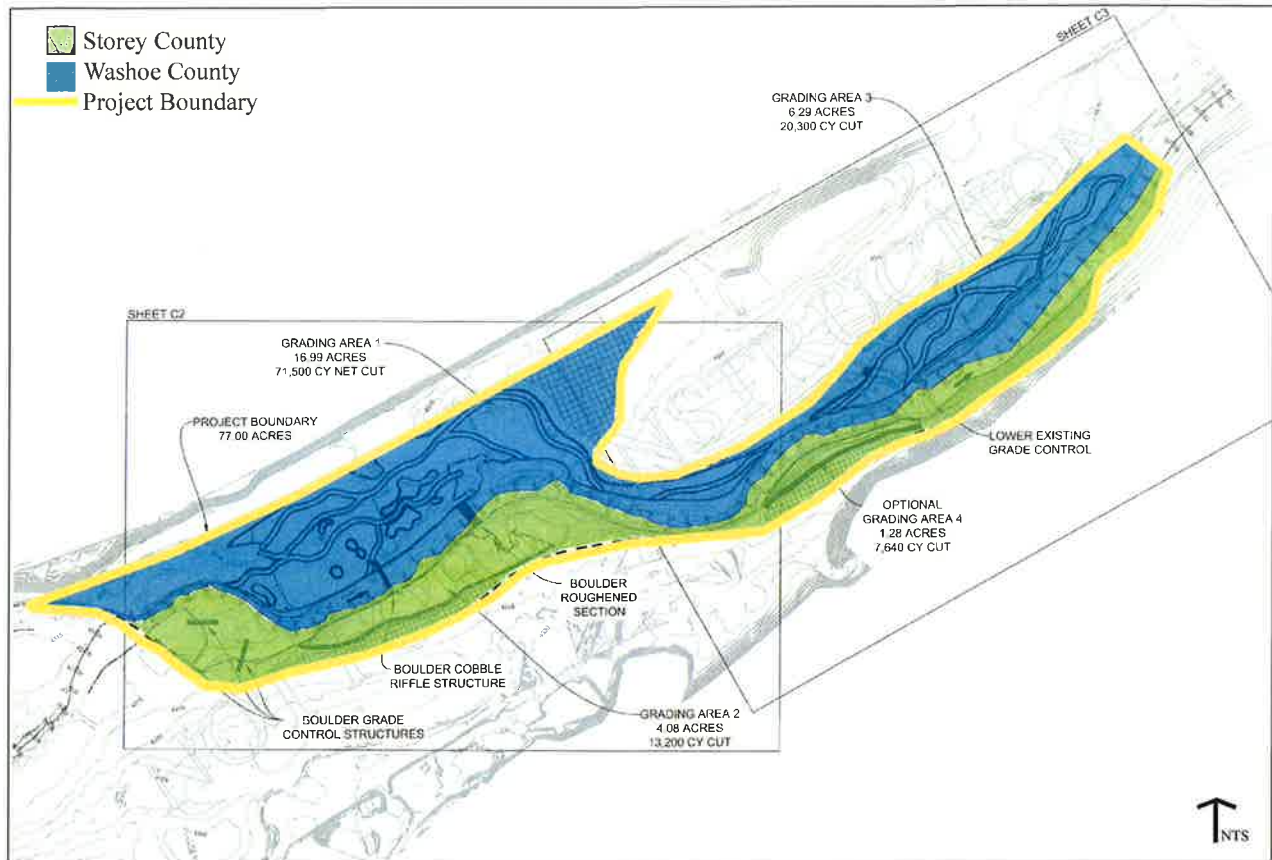 Storey County
Washoe County
Project Boundary
SHEET C3
GRADING AREA 3
6.29 ACRES
20,300 CY CUT
SHEET C2
GRADING AREA 1
16.99 ACRES
71,500 CY NET CUT
PROJECT BOUNDARY
77.00 ACRES
LOWER EXISTING
GRADE CONTROL
OPTIONAL
GRADING AREA 4
1.28 ACRES
7,640 CY CUT
BOULDER
ROUGHENED
SECTION
BOULDER COBBLE
RIFFLE STRUCTURE
BOULDER GRADE
CONTROL STRUCTURES
GRADING AREA 2
4.08 ACRES
13,200 CY CUT
NTS